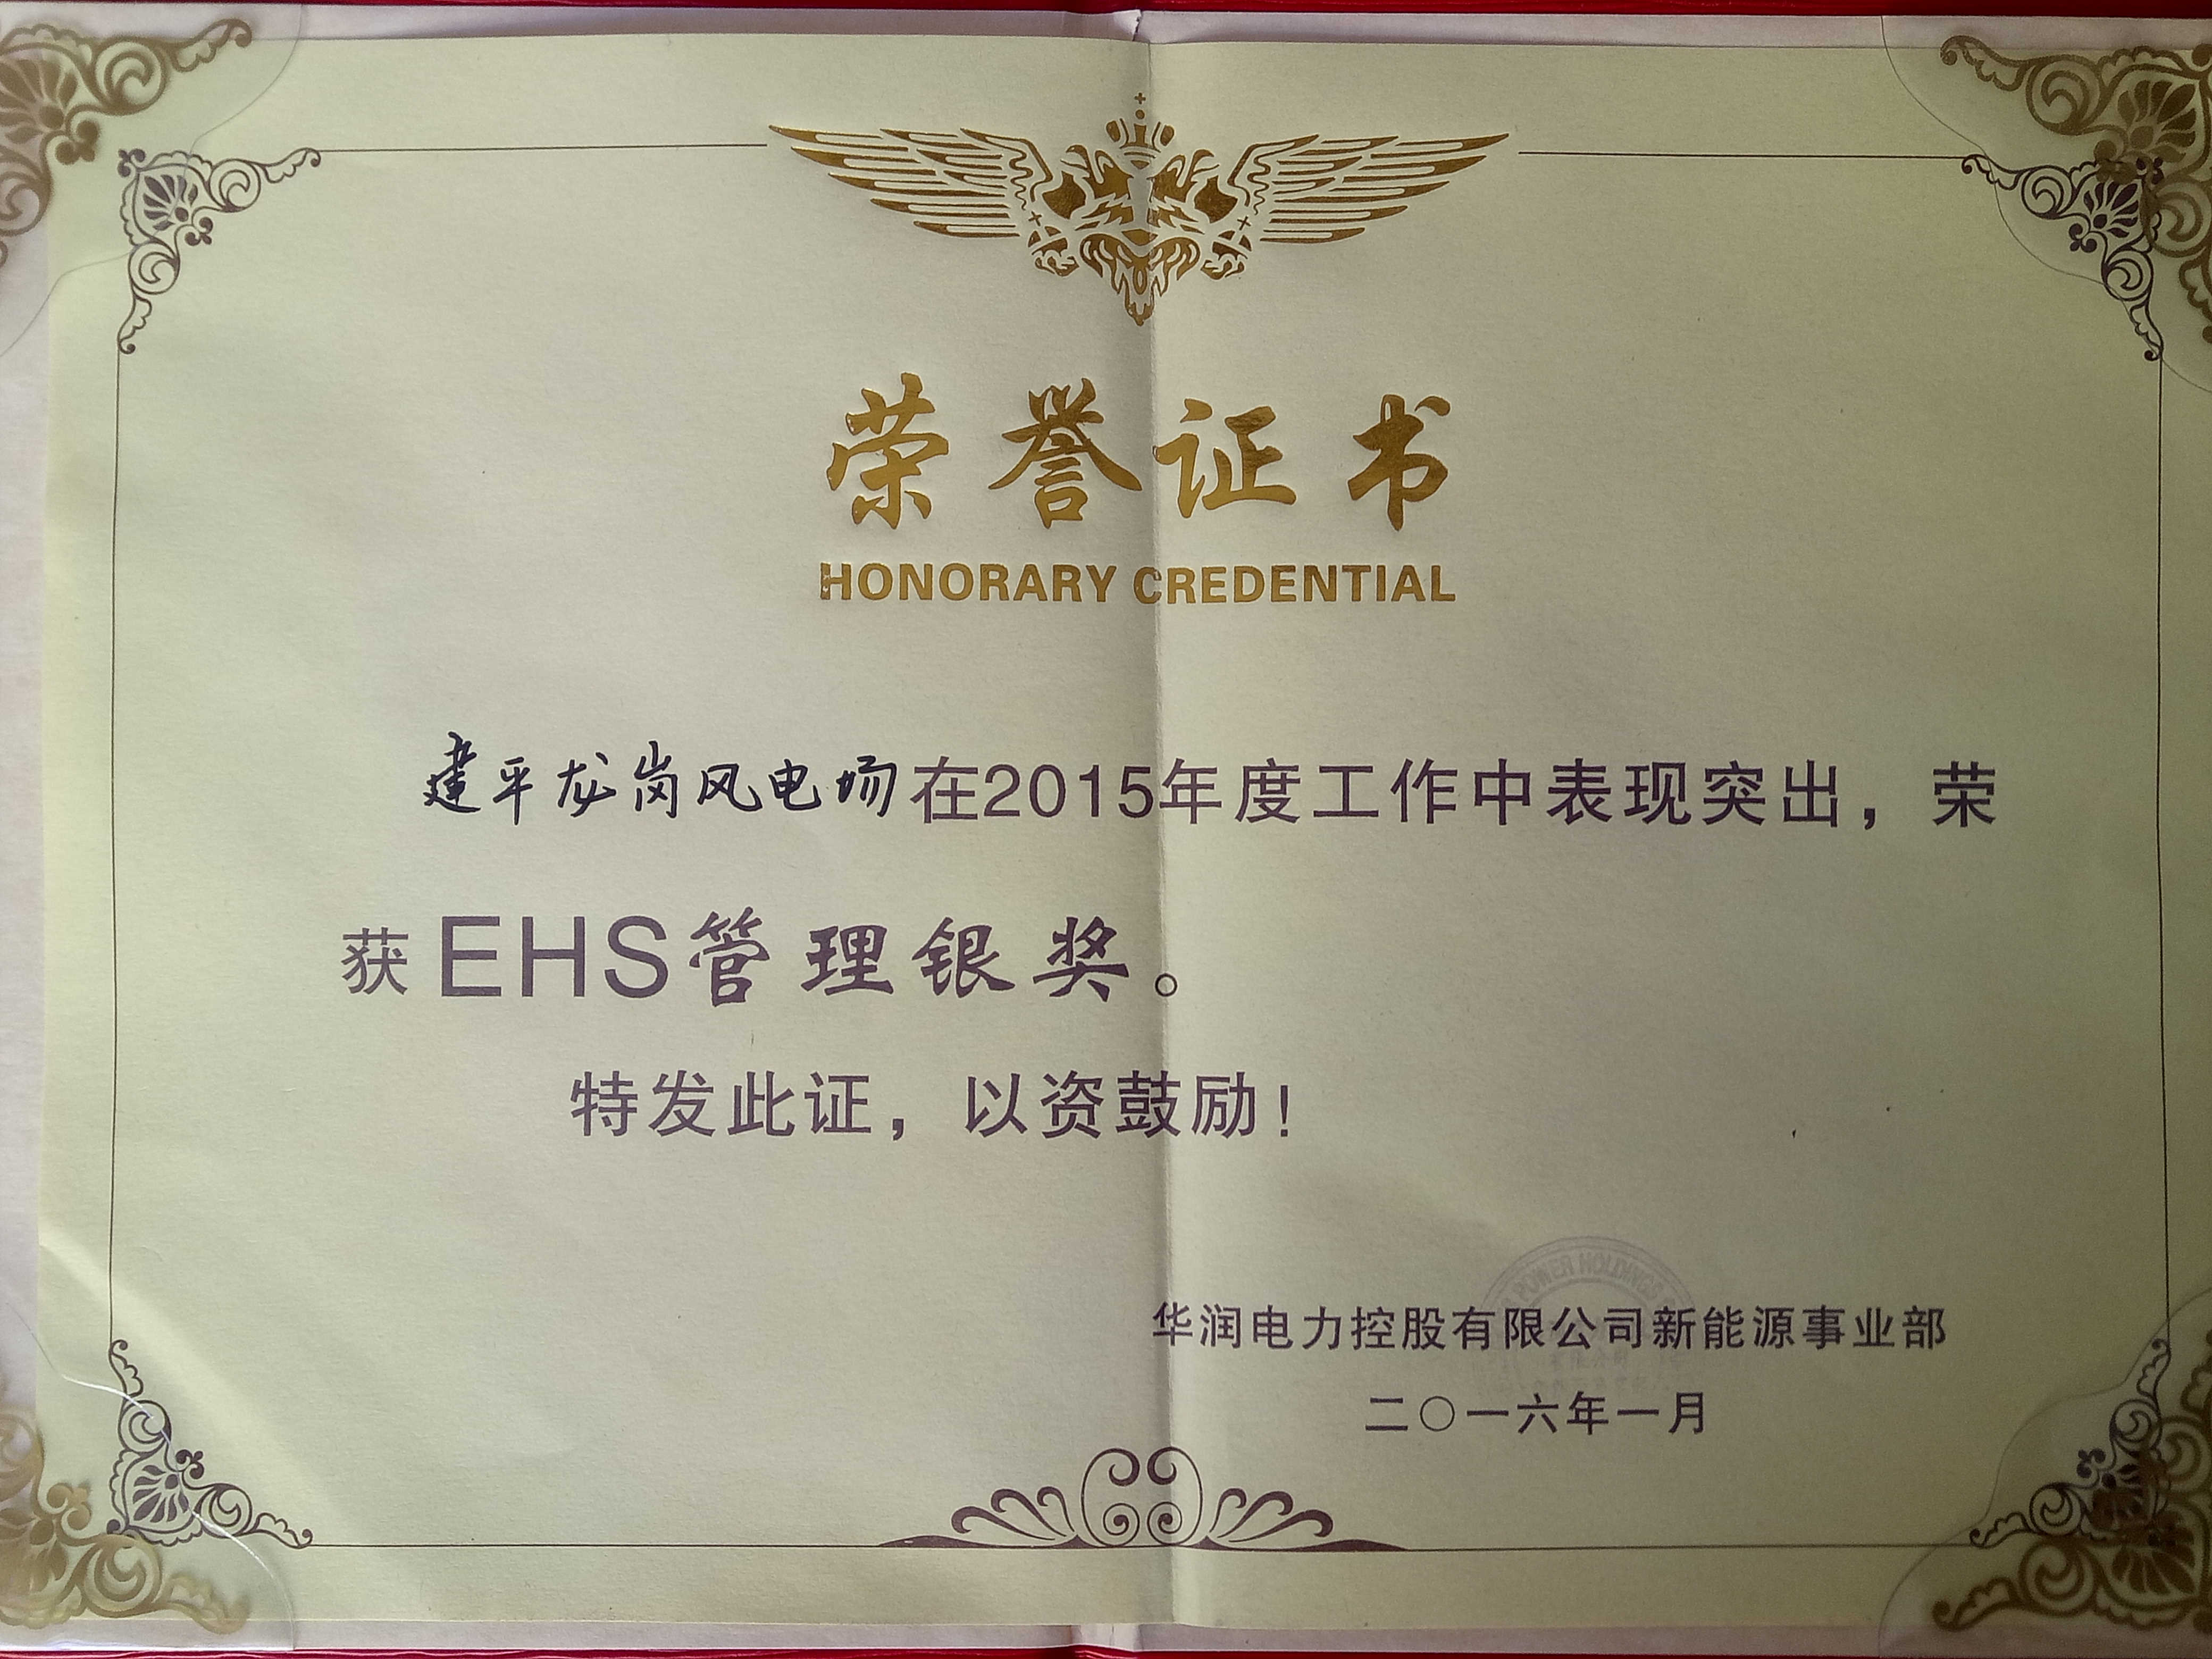 荣誉证书
HONORARY CREDENTIAL
建平龙岗风电场在2015年度工作中表现突出，荣
获EHS管理银奖。
特发此证，以资鼓励！
POWER HOLDINGS
华润电力控股有限公司新能源事业部
二〇一六年一月